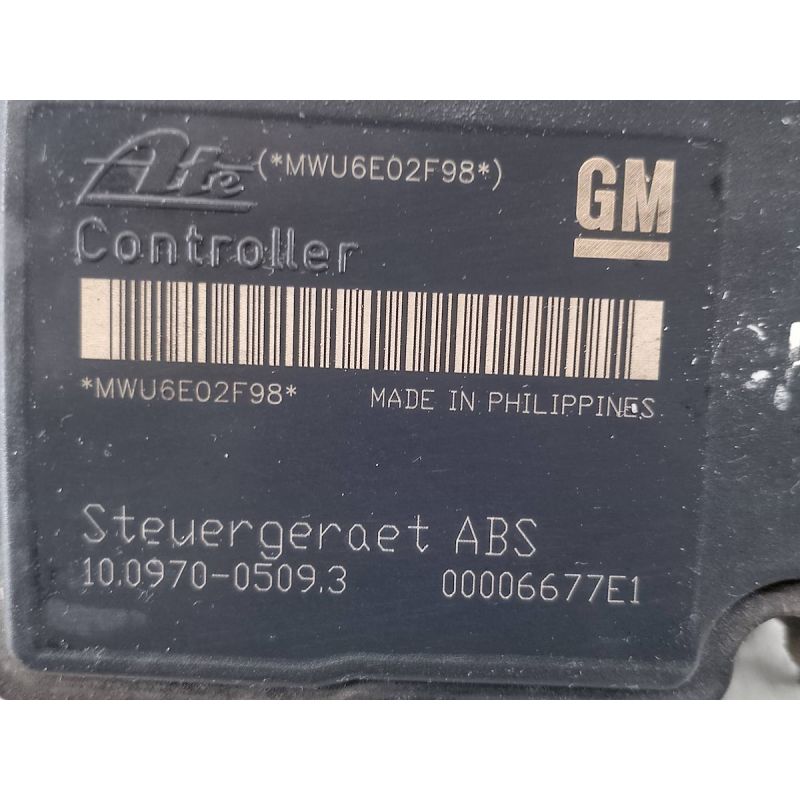 Ate (*MWU6E02F98*) GM
Controller
*MWU6E02F98* MADE IN PHILIPPINES
Steuergeraet ABS
10.0970-0509.3 00006677E1